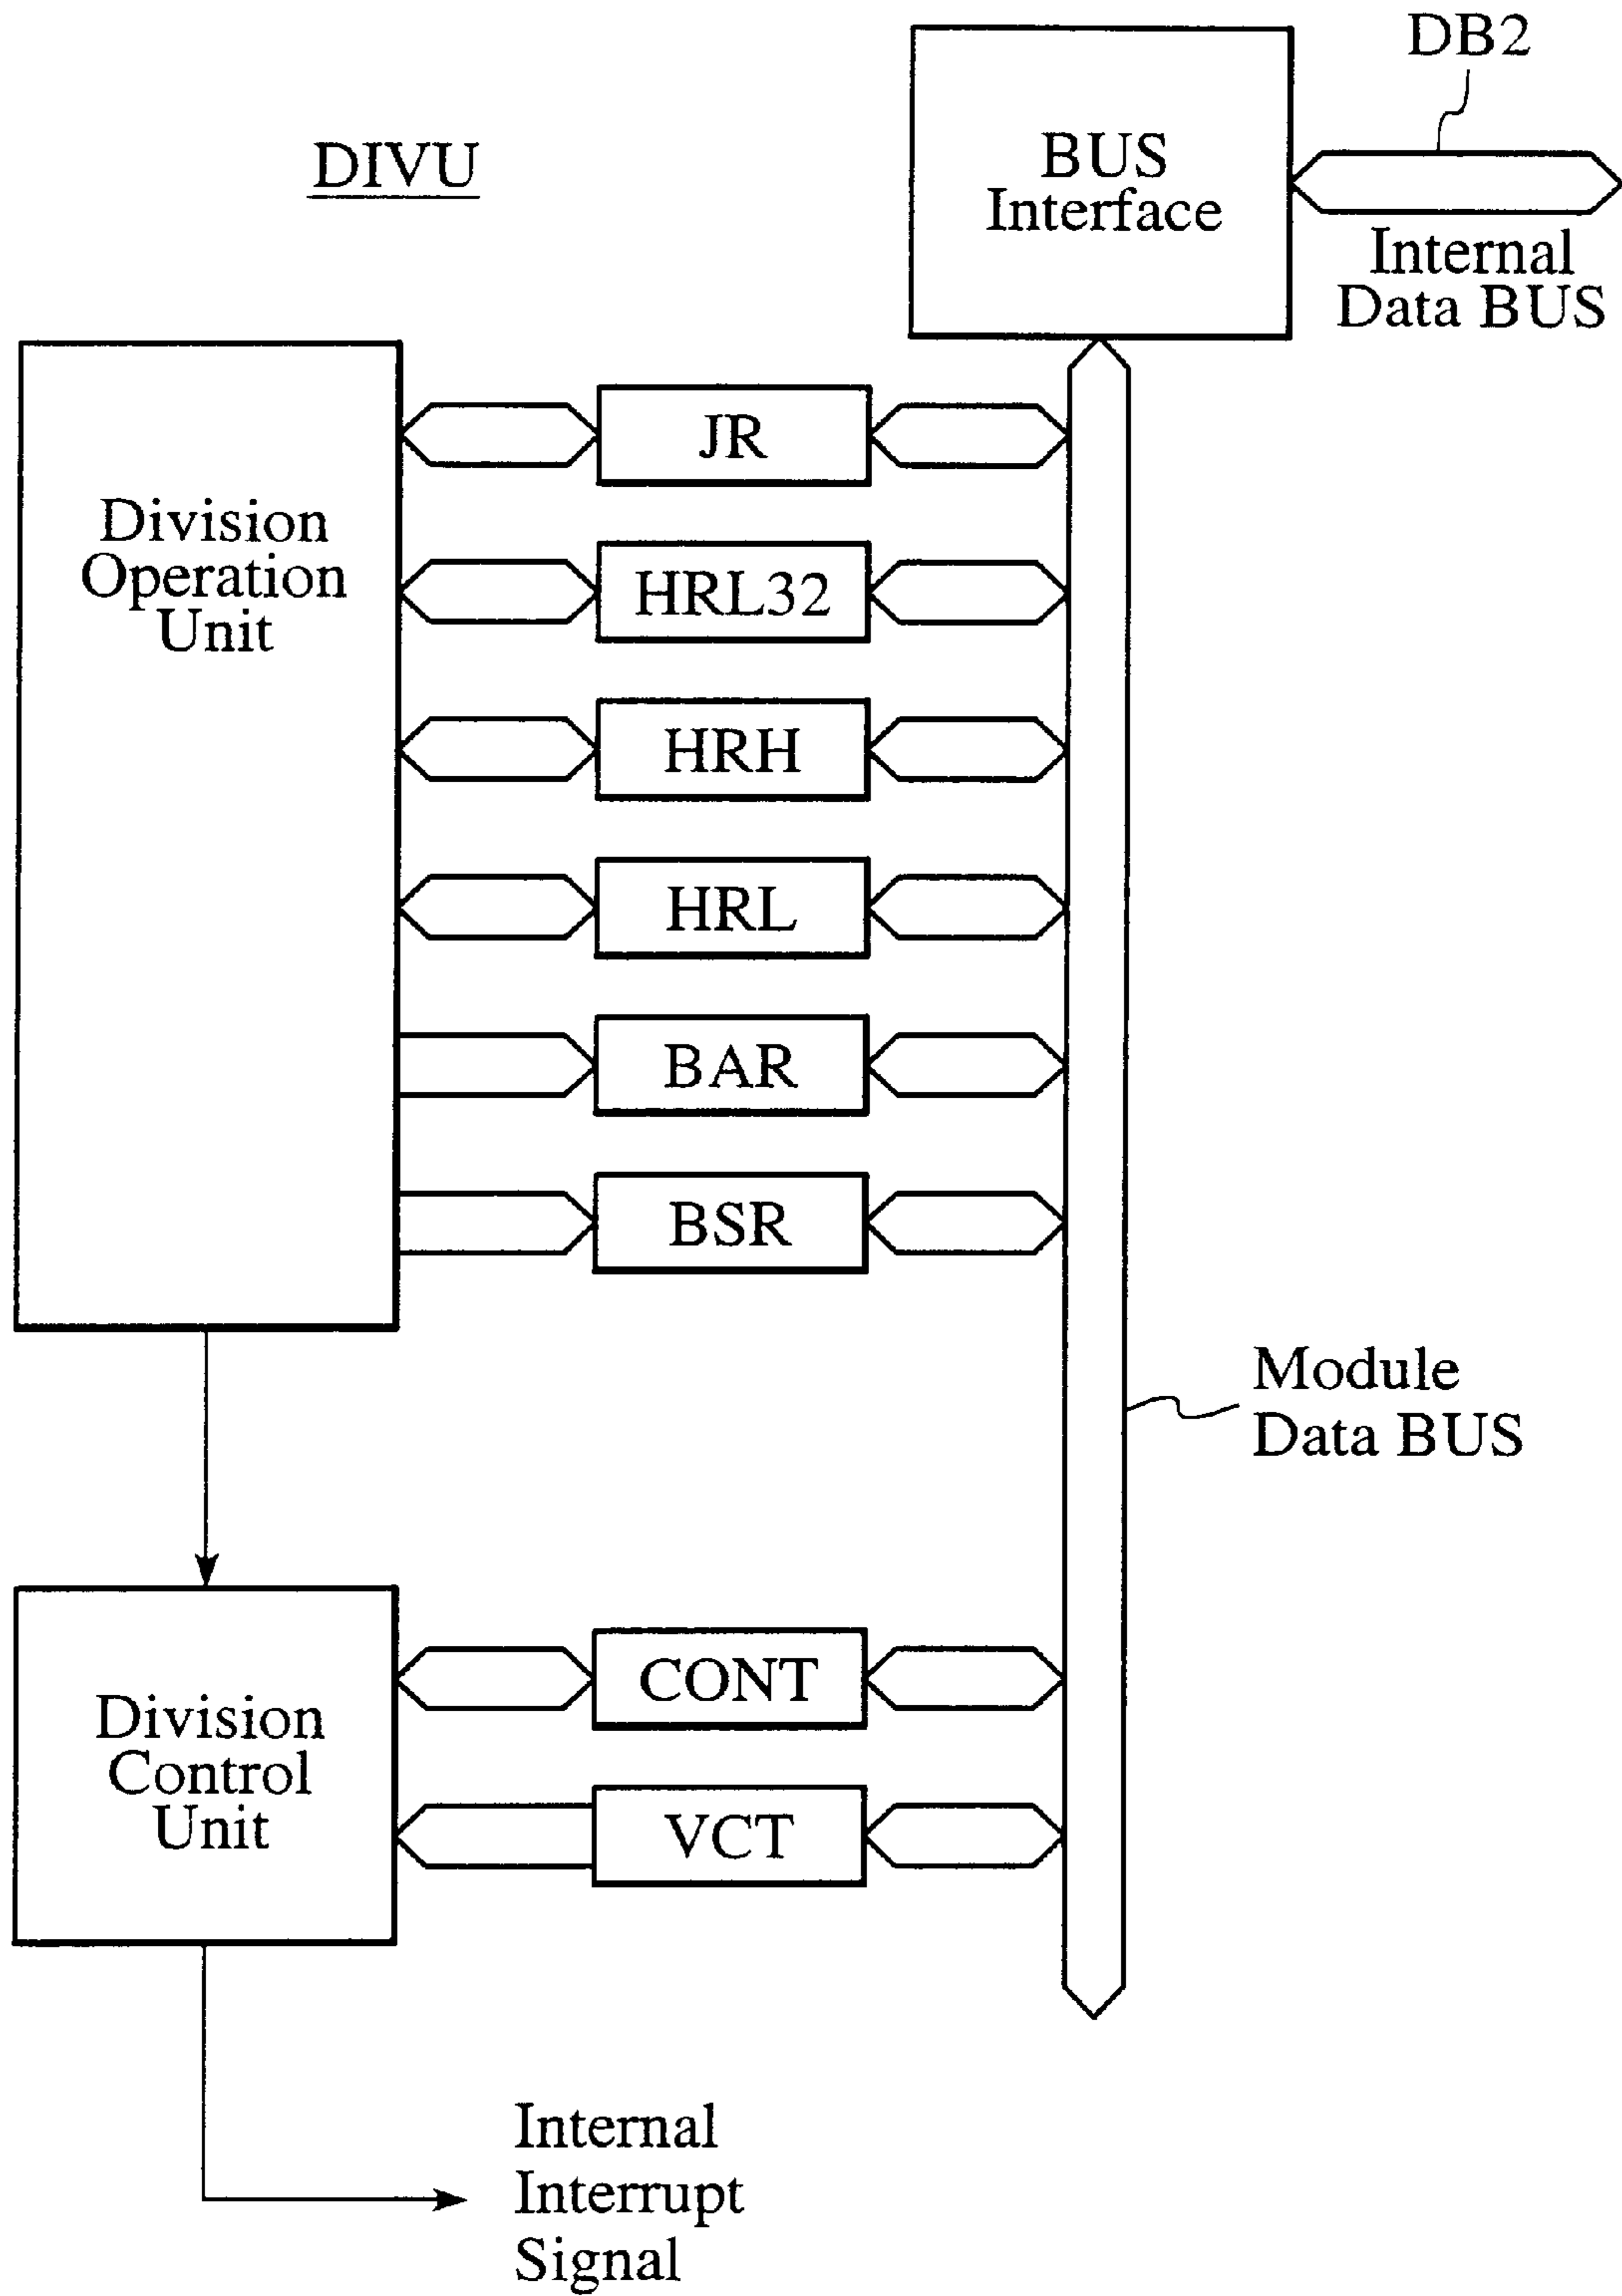 DB2
DIVU
BUS
Interface
Internal
Data BUS
Division
Operation
Unit
JR
HRL32
HRH
HRL
BAR
BSR
Module
Data BUS
Division
Control
Unit
CONT
VCT
Internal
Interrupt
Signal